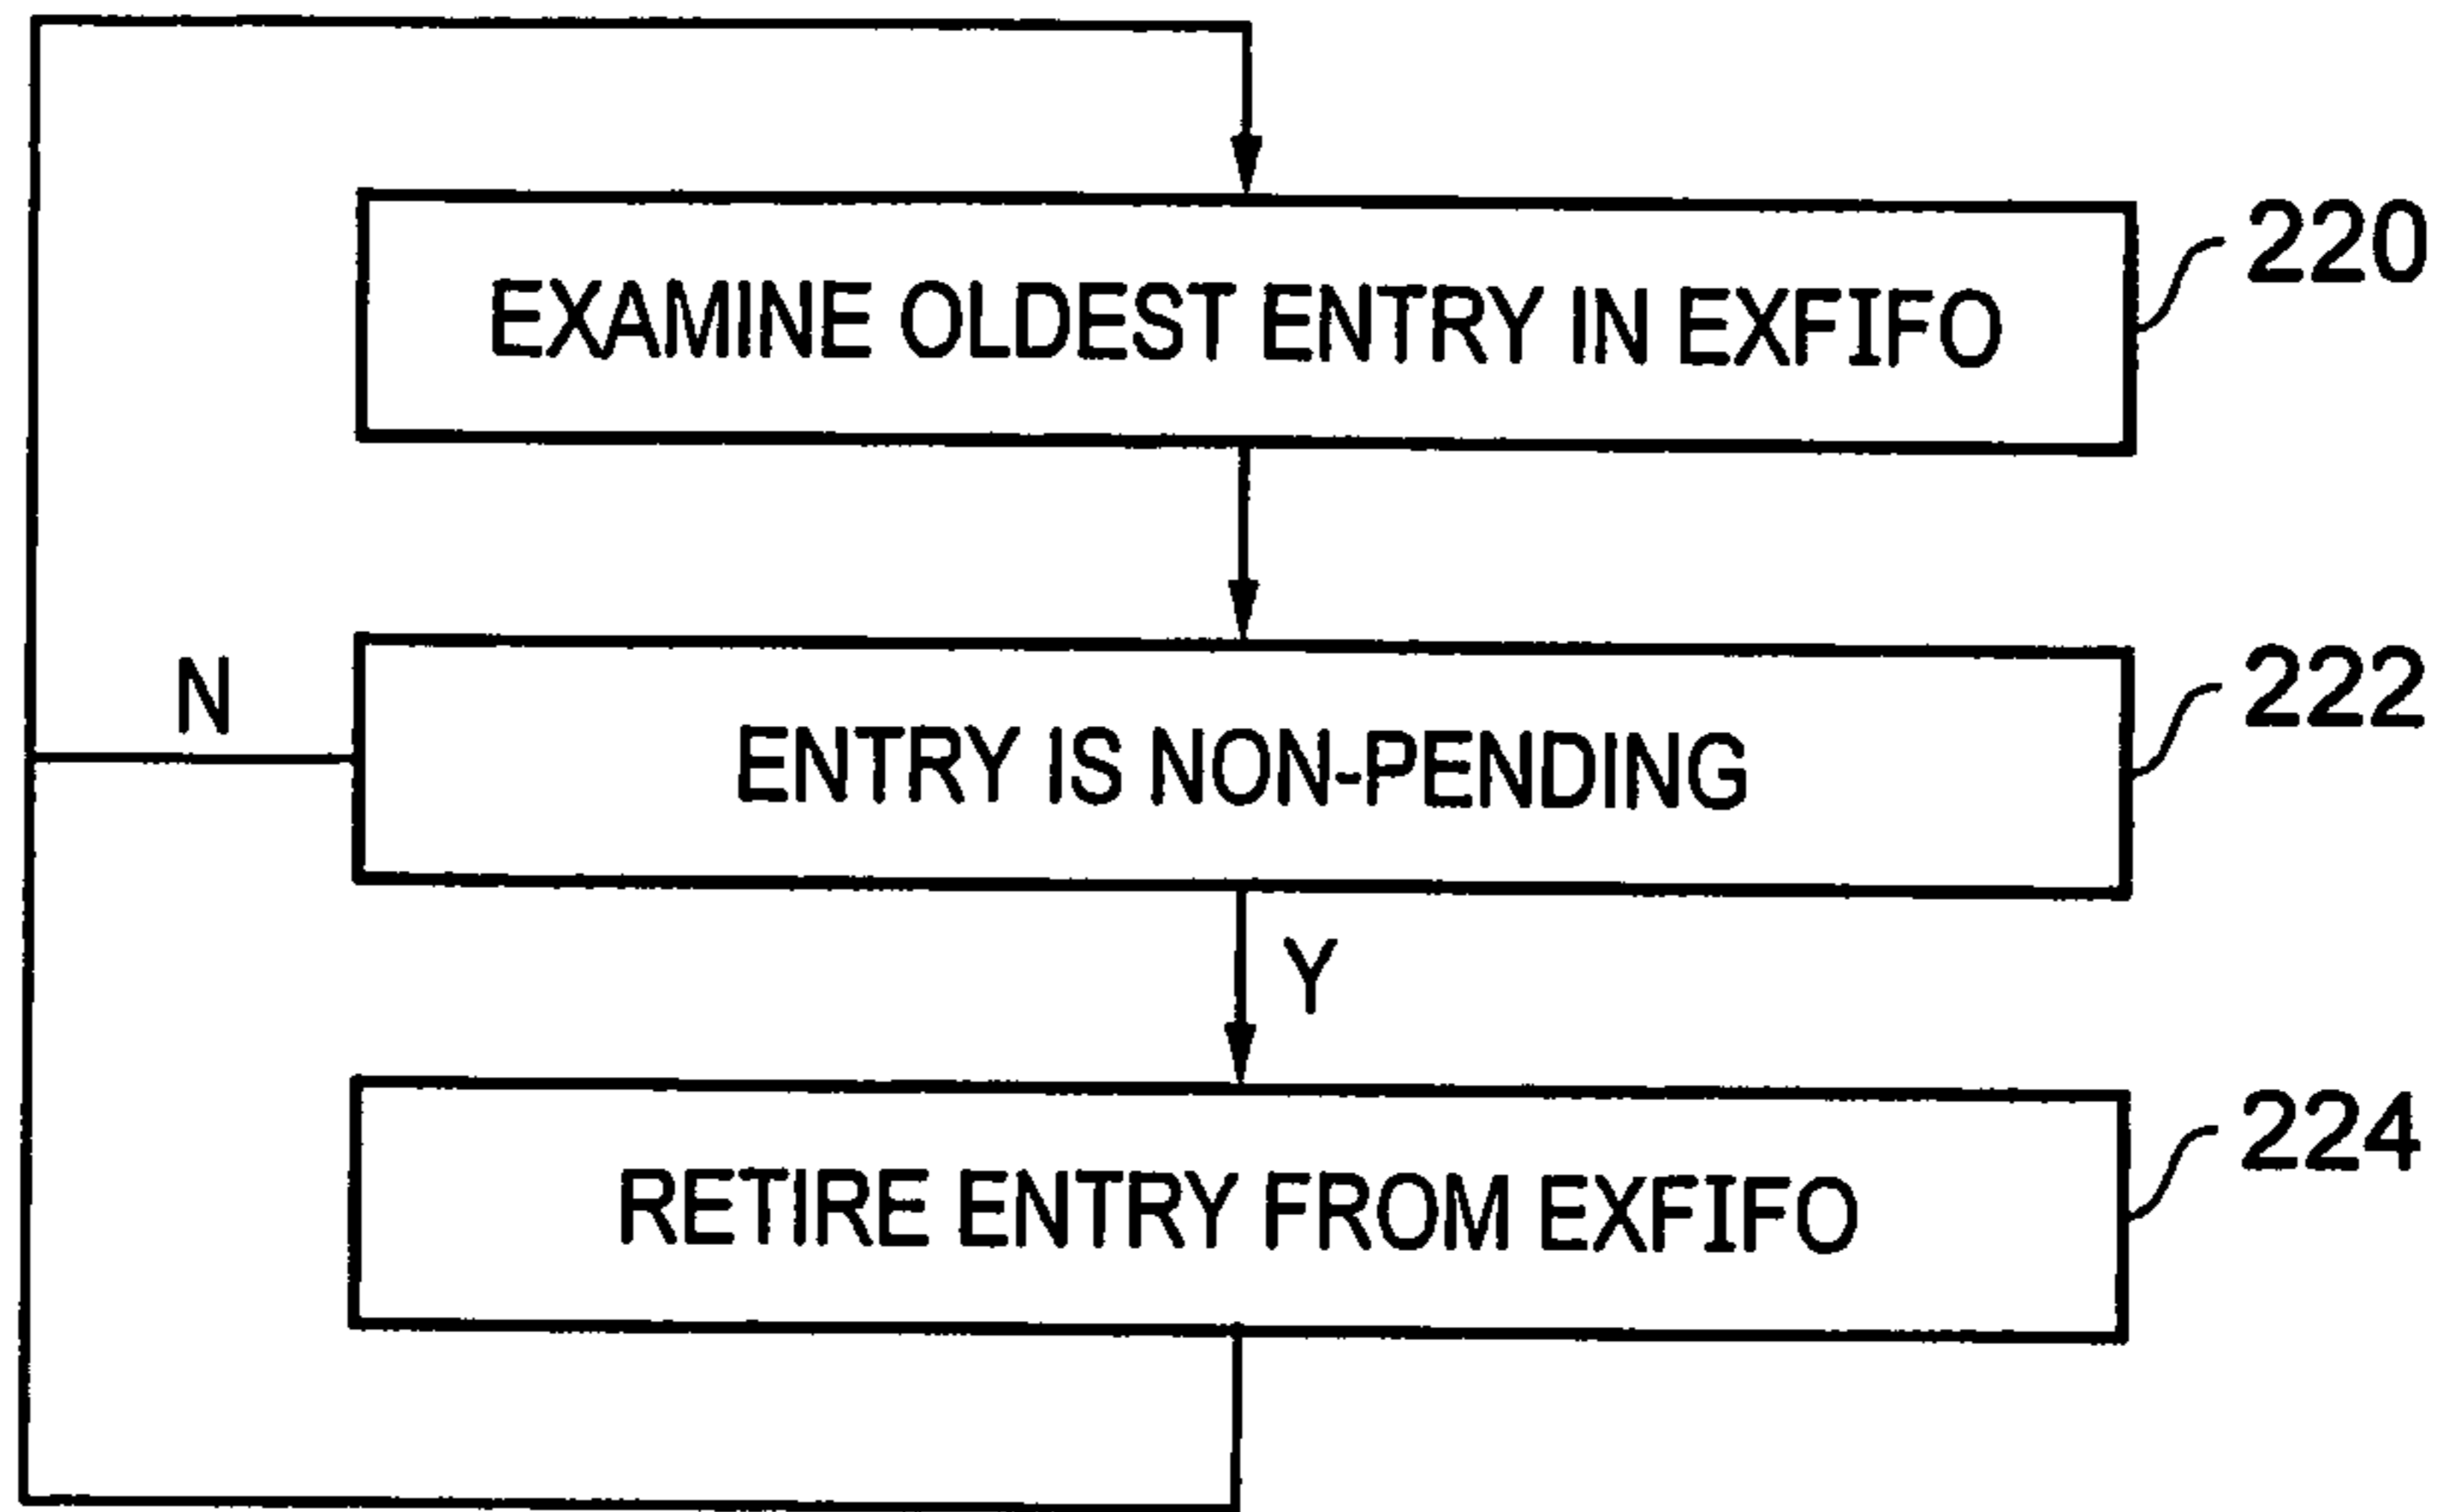 EXAMINE OLDEST ENTRY IN EXFIFO
220
N
ENTRY IS NON-PENDING
222
Y
RETIRE ENTRY FROM EXFIFO
224